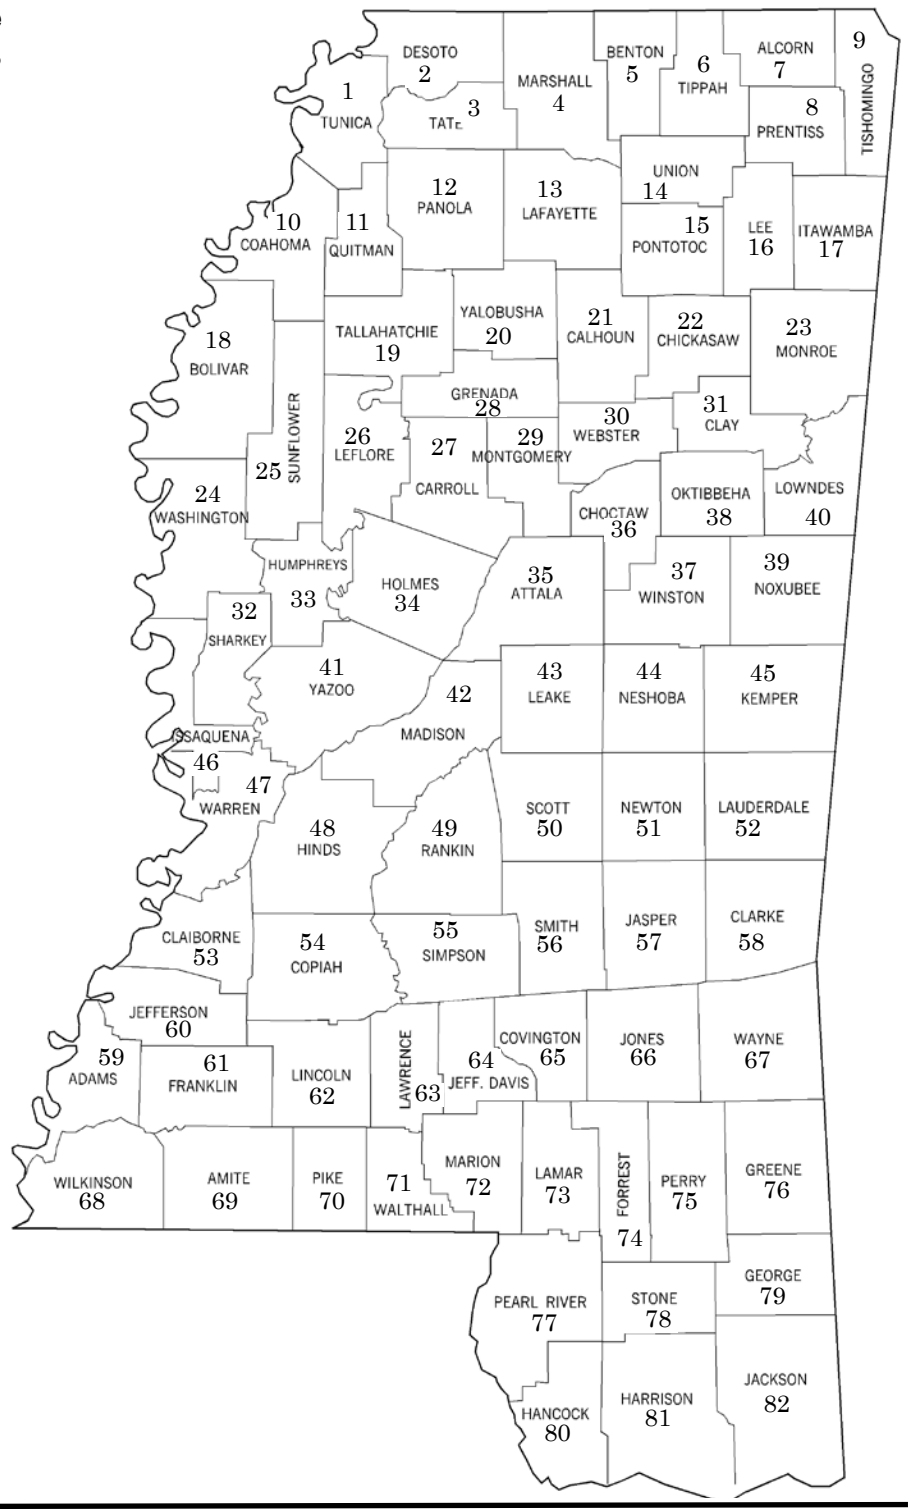 DESOTO
2
BENTON
5
6
TIPPAH
ALCORN
7
9
TISHOMINGO
1
TUNICA
3
TATE
MARSHALL
4
8
PRENTISS
10
COAHOMA
11
QUITMAN
12
PANOLA
13
LAFAYETTE
UNION
14
15
PONTOTOC
LEE
16
ITAWAMBA
17
18
BOLIVAR
TALLAHATCHIE
19
YALOBUSHA
20
21
CALHOUN
22
CHICKASAW
23
MONROE
SUNFLOWER
25
26
LEFLORE
GRENADA
28
27
CARROLL
29
MONTGOMERY
30
WEBSTER
31
CLAY
24
WASHINGTON
CHOCTAW
36
OKTIBBEHA
38
LOWNDES
40
HUMPHREYS
33
HOLMES
34
35
ATTALA
37
WINSTON
39
NOXUBEE
32
SHARKEY
41
YAZOO
42
MADISON
43
LEAKE
44
NESHOBA
45
KEMPER
ISSAQUENA
46
47
WARREN
48
HINDS
49
RANKIN
SCOTT
50
NEWTON
51
LAUDERDALE
52
CLAIBORNE
53
54
COPIAH
55
SIMPSON
SMITH
56
JASPER
57
CLARKE
58
JEFFERSON
60
59
ADAMS
61
FRANKLIN
LINCOLN
62
LAWRENCE
63
64
JEFF. DAVIS
COVINGTON
65
JONES
66
WAYNE
67
WILKINSON
68
AMITE
69
PIKE
70
71
WALTHALL
MARION
72
LAMAR
73
FORREST
74
PERRY
75
GREENE
76
PEARL RIVER
77
STONE
78
GEORGE
79
HANCOCK
80
HARRISON
81
JACKSON
82